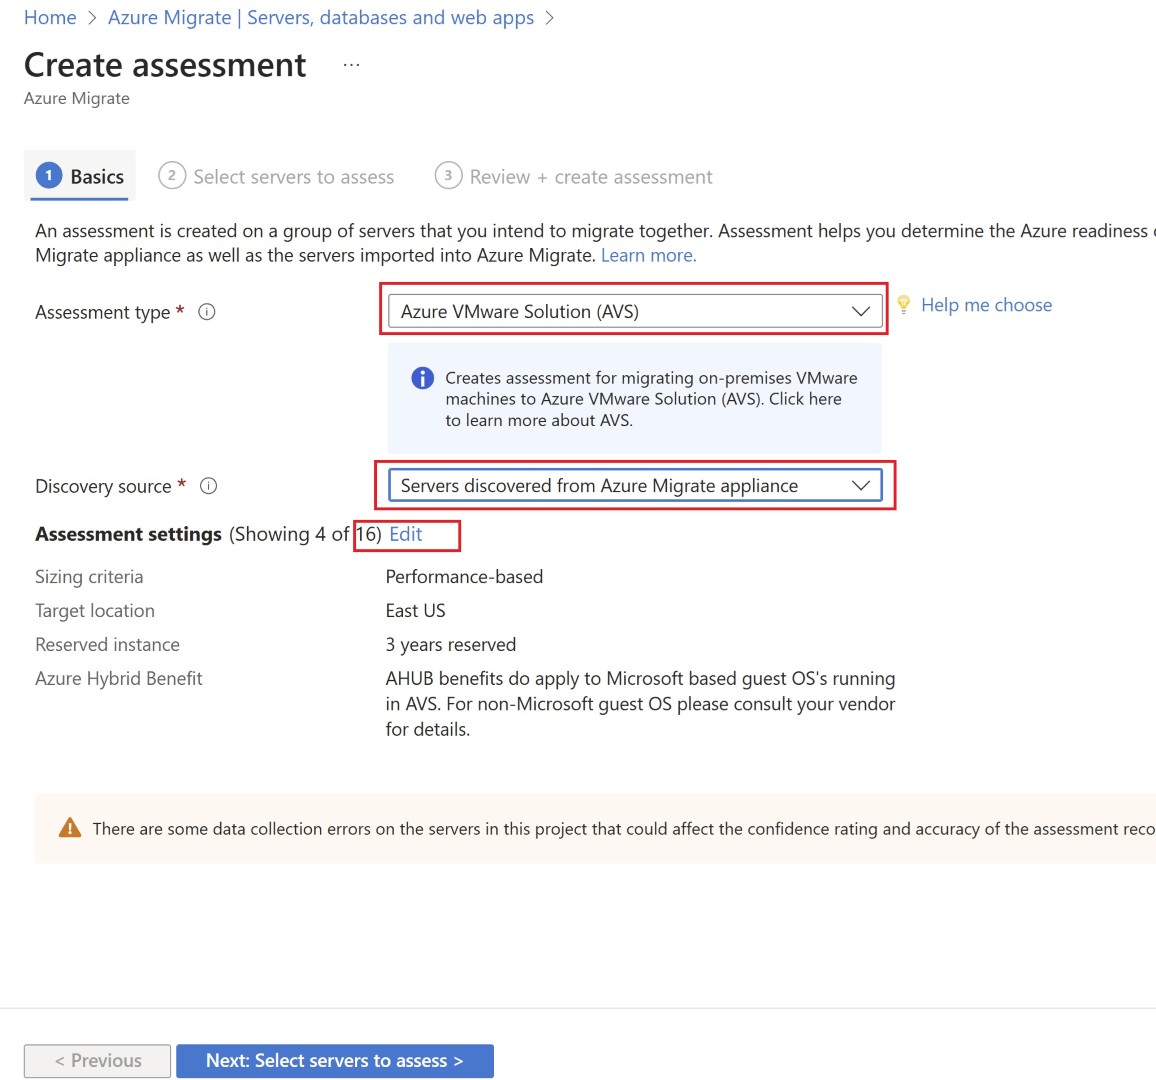 Home > Azure Migrate | Servers, databases and web apps >
Create assessment ...
Azure Migrate
1 Basics 2 Select servers to assess 3 Review + create assessment
An assessment is created on a group of servers that you intend to migrate together. Assessment helps you determine the Azure readiness
Migrate appliance as well as the servers imported into Azure Migrate. Learn more.
Assessment type * Azure VMware Solution (AVS) Help me choose
Creates assessment for migrating on-premises VMware
machines to Azure VMware Solution (AVS). Click here
to learn more about AVS.
Discovery source * Servers discovered from Azure Migrate appliance
Assessment settings (Showing 4 of 16) Edit
Sizing criteria Performance-based
Target location East US
Reserved instance 3 years reserved
Azure Hybrid Benefit AHUB benefits do apply to Microsoft based guest OS's running
in AVS. For non-Microsoft guest OS please consult your vendor
for details.
There are some data collection errors on the servers in this project that could affect the confidence rating and accuracy of the assessment reco
< Previous Next: Select servers to assess >